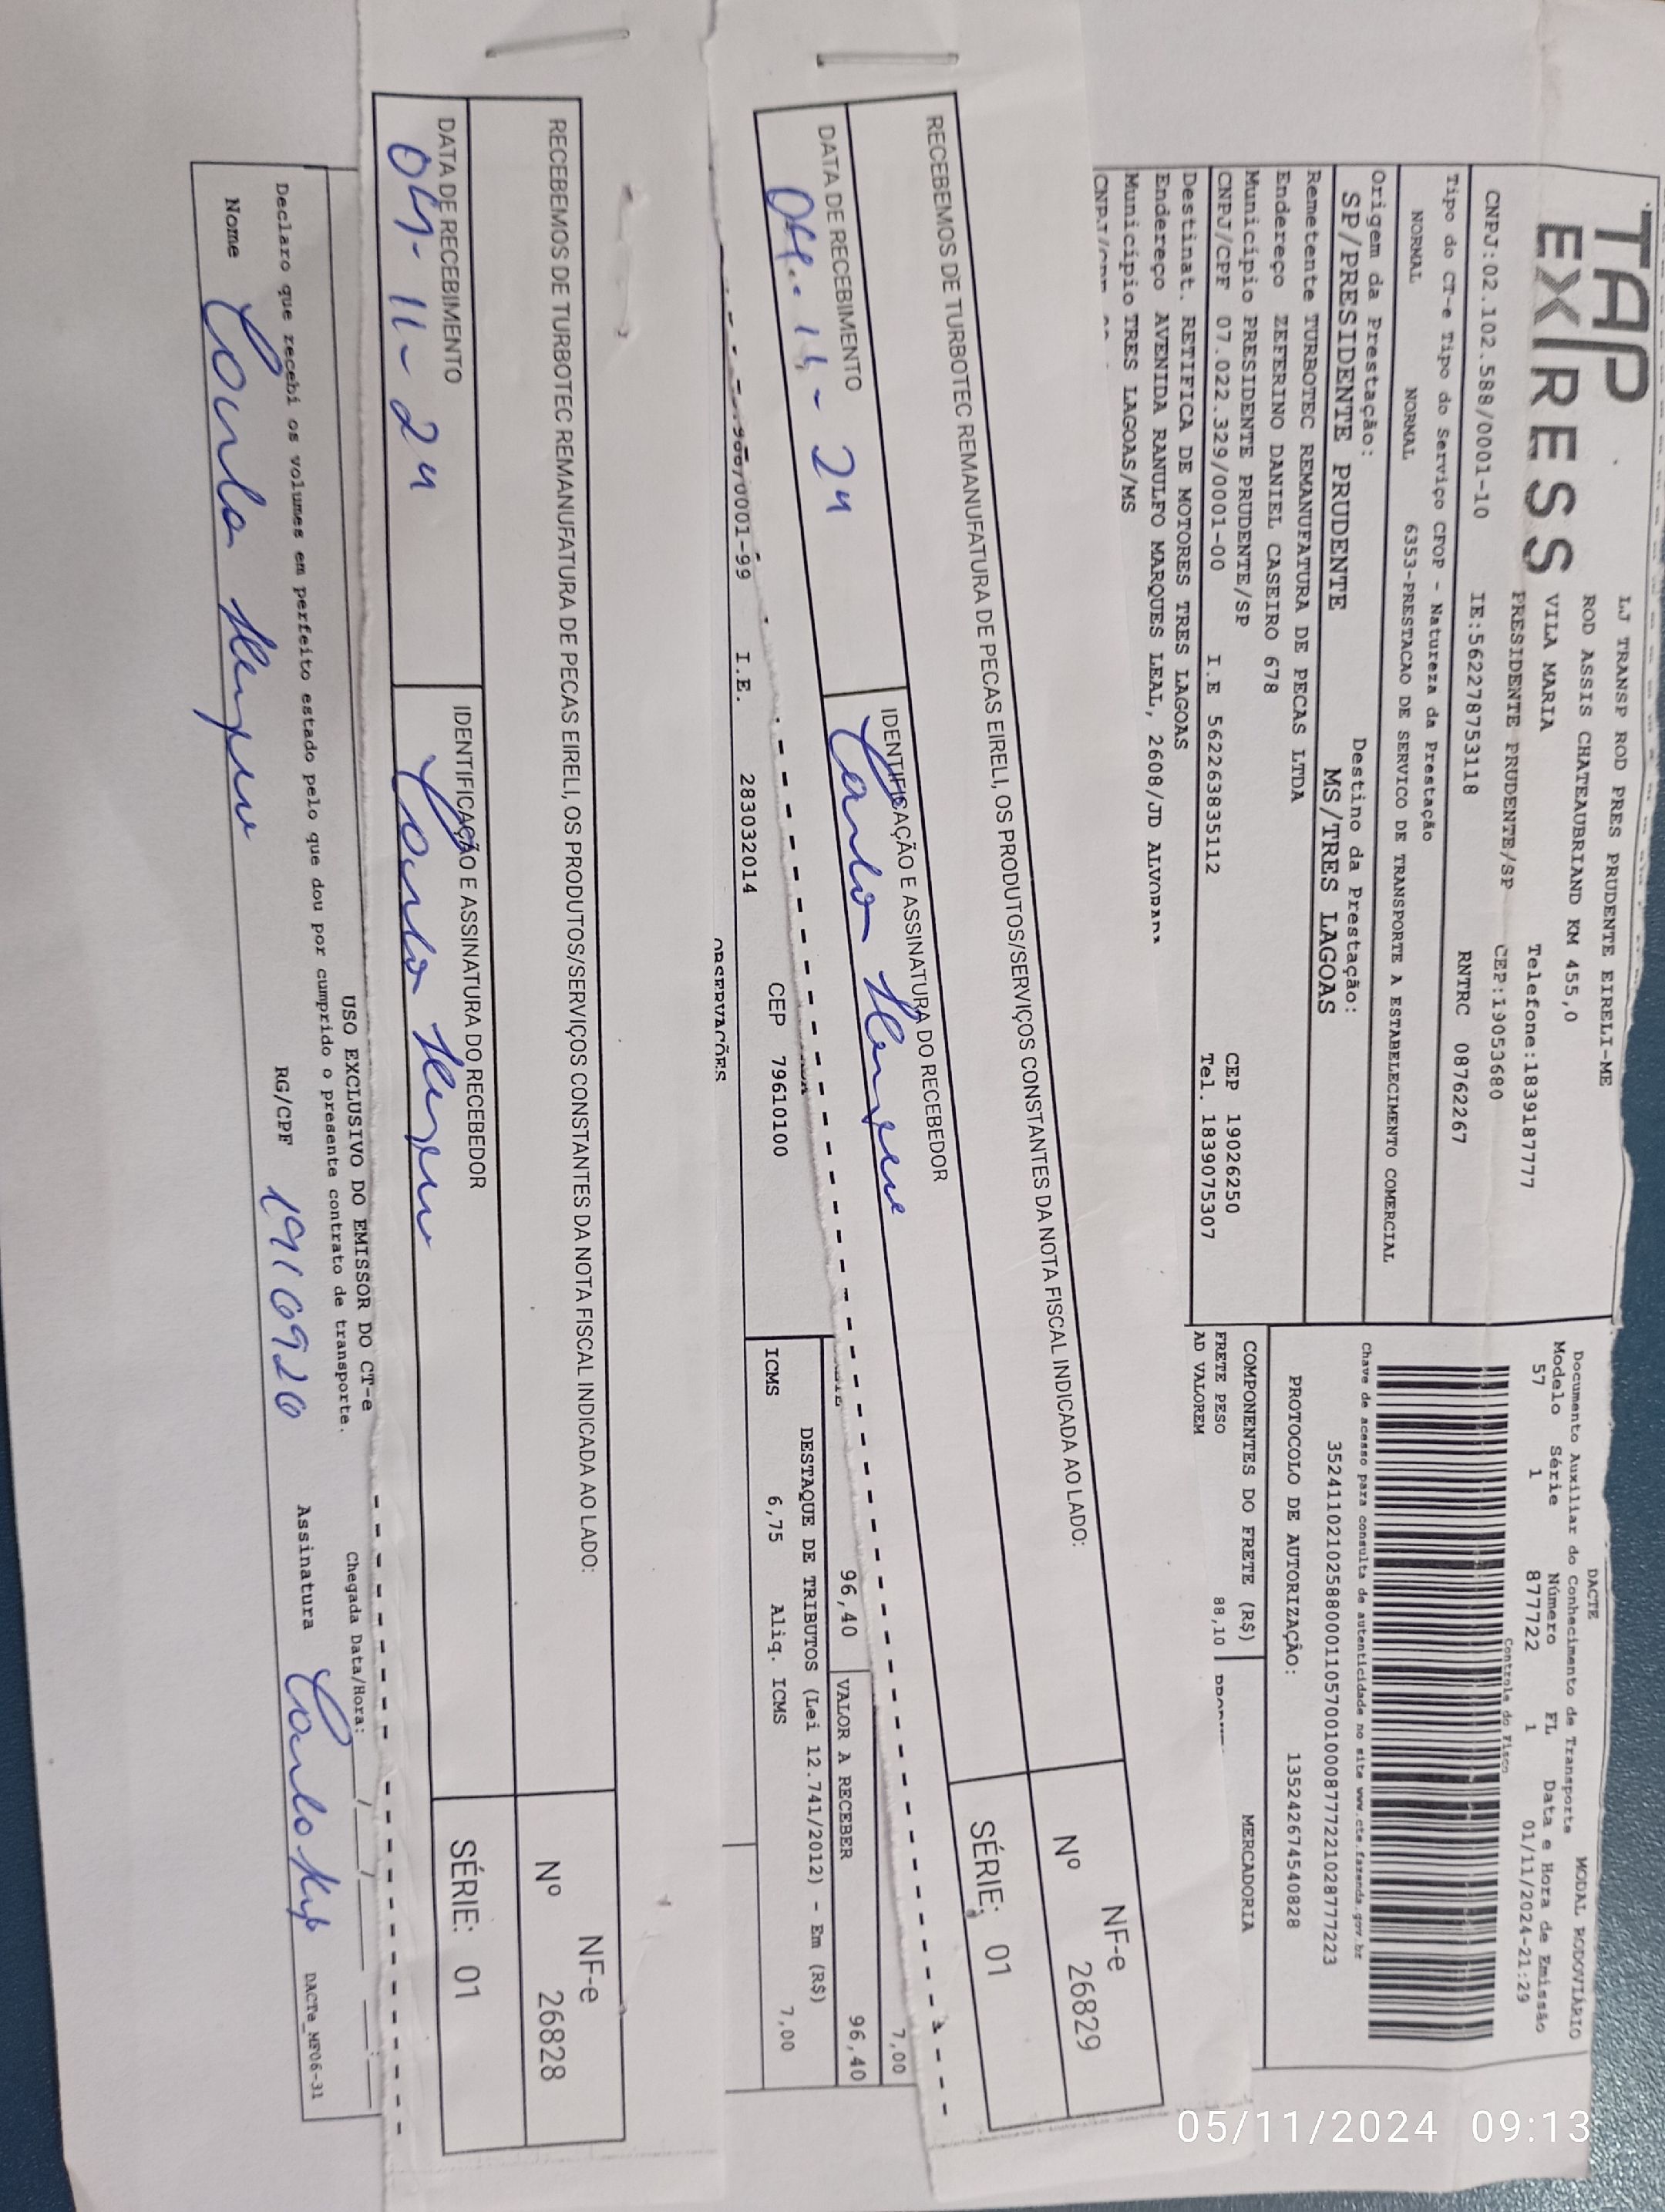 TAP
EXPRESS
LJ TRANSP ROD PRES PRUDENTE EIRELI-ME
ROD ASSIS CHATEAUBRIAND KM 455,0
VILA MARIA
Telefone:1839187777
PRESIDENTE PRUDENTE/SP
CEP:19053680
CNPJ:02.102.588/0001-10 IE:562278753118 RNTRC 08762267
Tipo do CT-e Tipo do Serviço CFOP - Natureza da Prestação
NORMAL NORMAL 6353-PRESTACAO DE SERVICO DE TRANSPORTE A ESTABELECIMENTO COMERCIAL
Origem da Prestação: Destino da Prestação:
SP/PRESIDENTE PRUDENTE MS/TRES LAGOAS
Remetente TURBOTEC REMANUFATURA DE PECAS LTDA
Endereço ZEFERINO DANIEL CASEIRO 678
Município PRESIDENTE PRUDENTE/SP CEP 19026250
CNPJ/CPF 07.022.329/0001-00 I.E 562263835112 Tel. 1839075307
Destinat. RETIFICA DE MOTORES TRES LAGOAS
Endereço AVENIDA RANULFO MARQUES LEAL, 2608/JD ALVORADA
Município TRES LAGOAS/MS
CNPJ/CPF
DACTE
Documento Auxiliar do Conhecimento de Transporte
MODAL RODOVIÁRIO
Modelo Série Número FL Data e Hora de Emissão
57 1 877722 1 01/11/2024-21:29
Controle do Fisco
Chave de acesso para consulta de autenticidade no site www.cte.fazenda.gov.br
35241102102588000110570010008777221028777223
PROTOCOLO DE AUTORIZAÇÃO: 135242674540828
COMPONENTES DO FRETE (R$) MERCADORIA
FRETE PESO 88,10
AD VALOREM
RECEBEMOS DE TURBOTEC REMANUFATURA DE PECAS EIRELI, OS PRODUTOS/SERVIÇOS CONSTANTES DA NOTA FISCAL INDICADA AO LADO:
NF-e
Nº 26829
SÉRIE: 01
DATA DE RECEBIMENTO
04-11-24
IDENTIFICAÇÃO E ASSINATURA DO RECEBEDOR
7,00
96,40 VALOR A RECEBER 96,40
DESTAQUE DE TRIBUTOS (Lei 12.741/2012) - Em (R$)
ICMS 6,75 Aliq. ICMS 7,00
CEP 79610100
/0001-99 I.E. 283032014
OBSERVAÇÕES
RECEBEMOS DE TURBOTEC REMANUFATURA DE PECAS EIRELI, OS PRODUTOS/SERVIÇOS CONSTANTES DA NOTA FISCAL INDICADA AO LADO:
NF-e
Nº 26828
SÉRIE: 01
DATA DE RECEBIMENTO
04-11-24
IDENTIFICAÇÃO E ASSINATURA DO RECEBEDOR
USO EXCLUSIVO DO EMISSOR DO CT-e
Chegada Data/Hora: ___/___/___ ___:___
Declaro que recebi os volumes em perfeito estado pelo que dou por cumprido o presente contrato de transporte.
Nome
RG/CPF 1910920
Assinatura
DACTe_MF06-31
05/11/2024 09:13